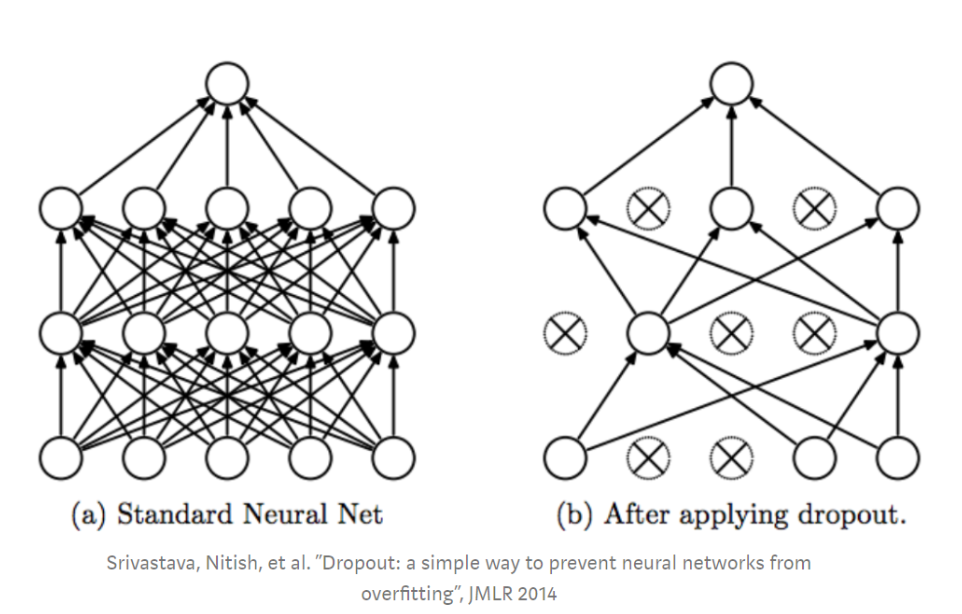 (a) Standard Neural Net
(b) After applying dropout.
Srivastava, Nitish, et al. ”Dropout: a simple way to prevent neural networks from
overfitting”, JMLR 2014